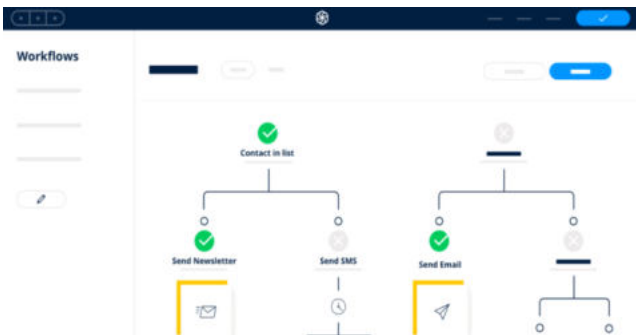 Workflows
Contact in list
Send Newsletter
Send SMS
Send Email